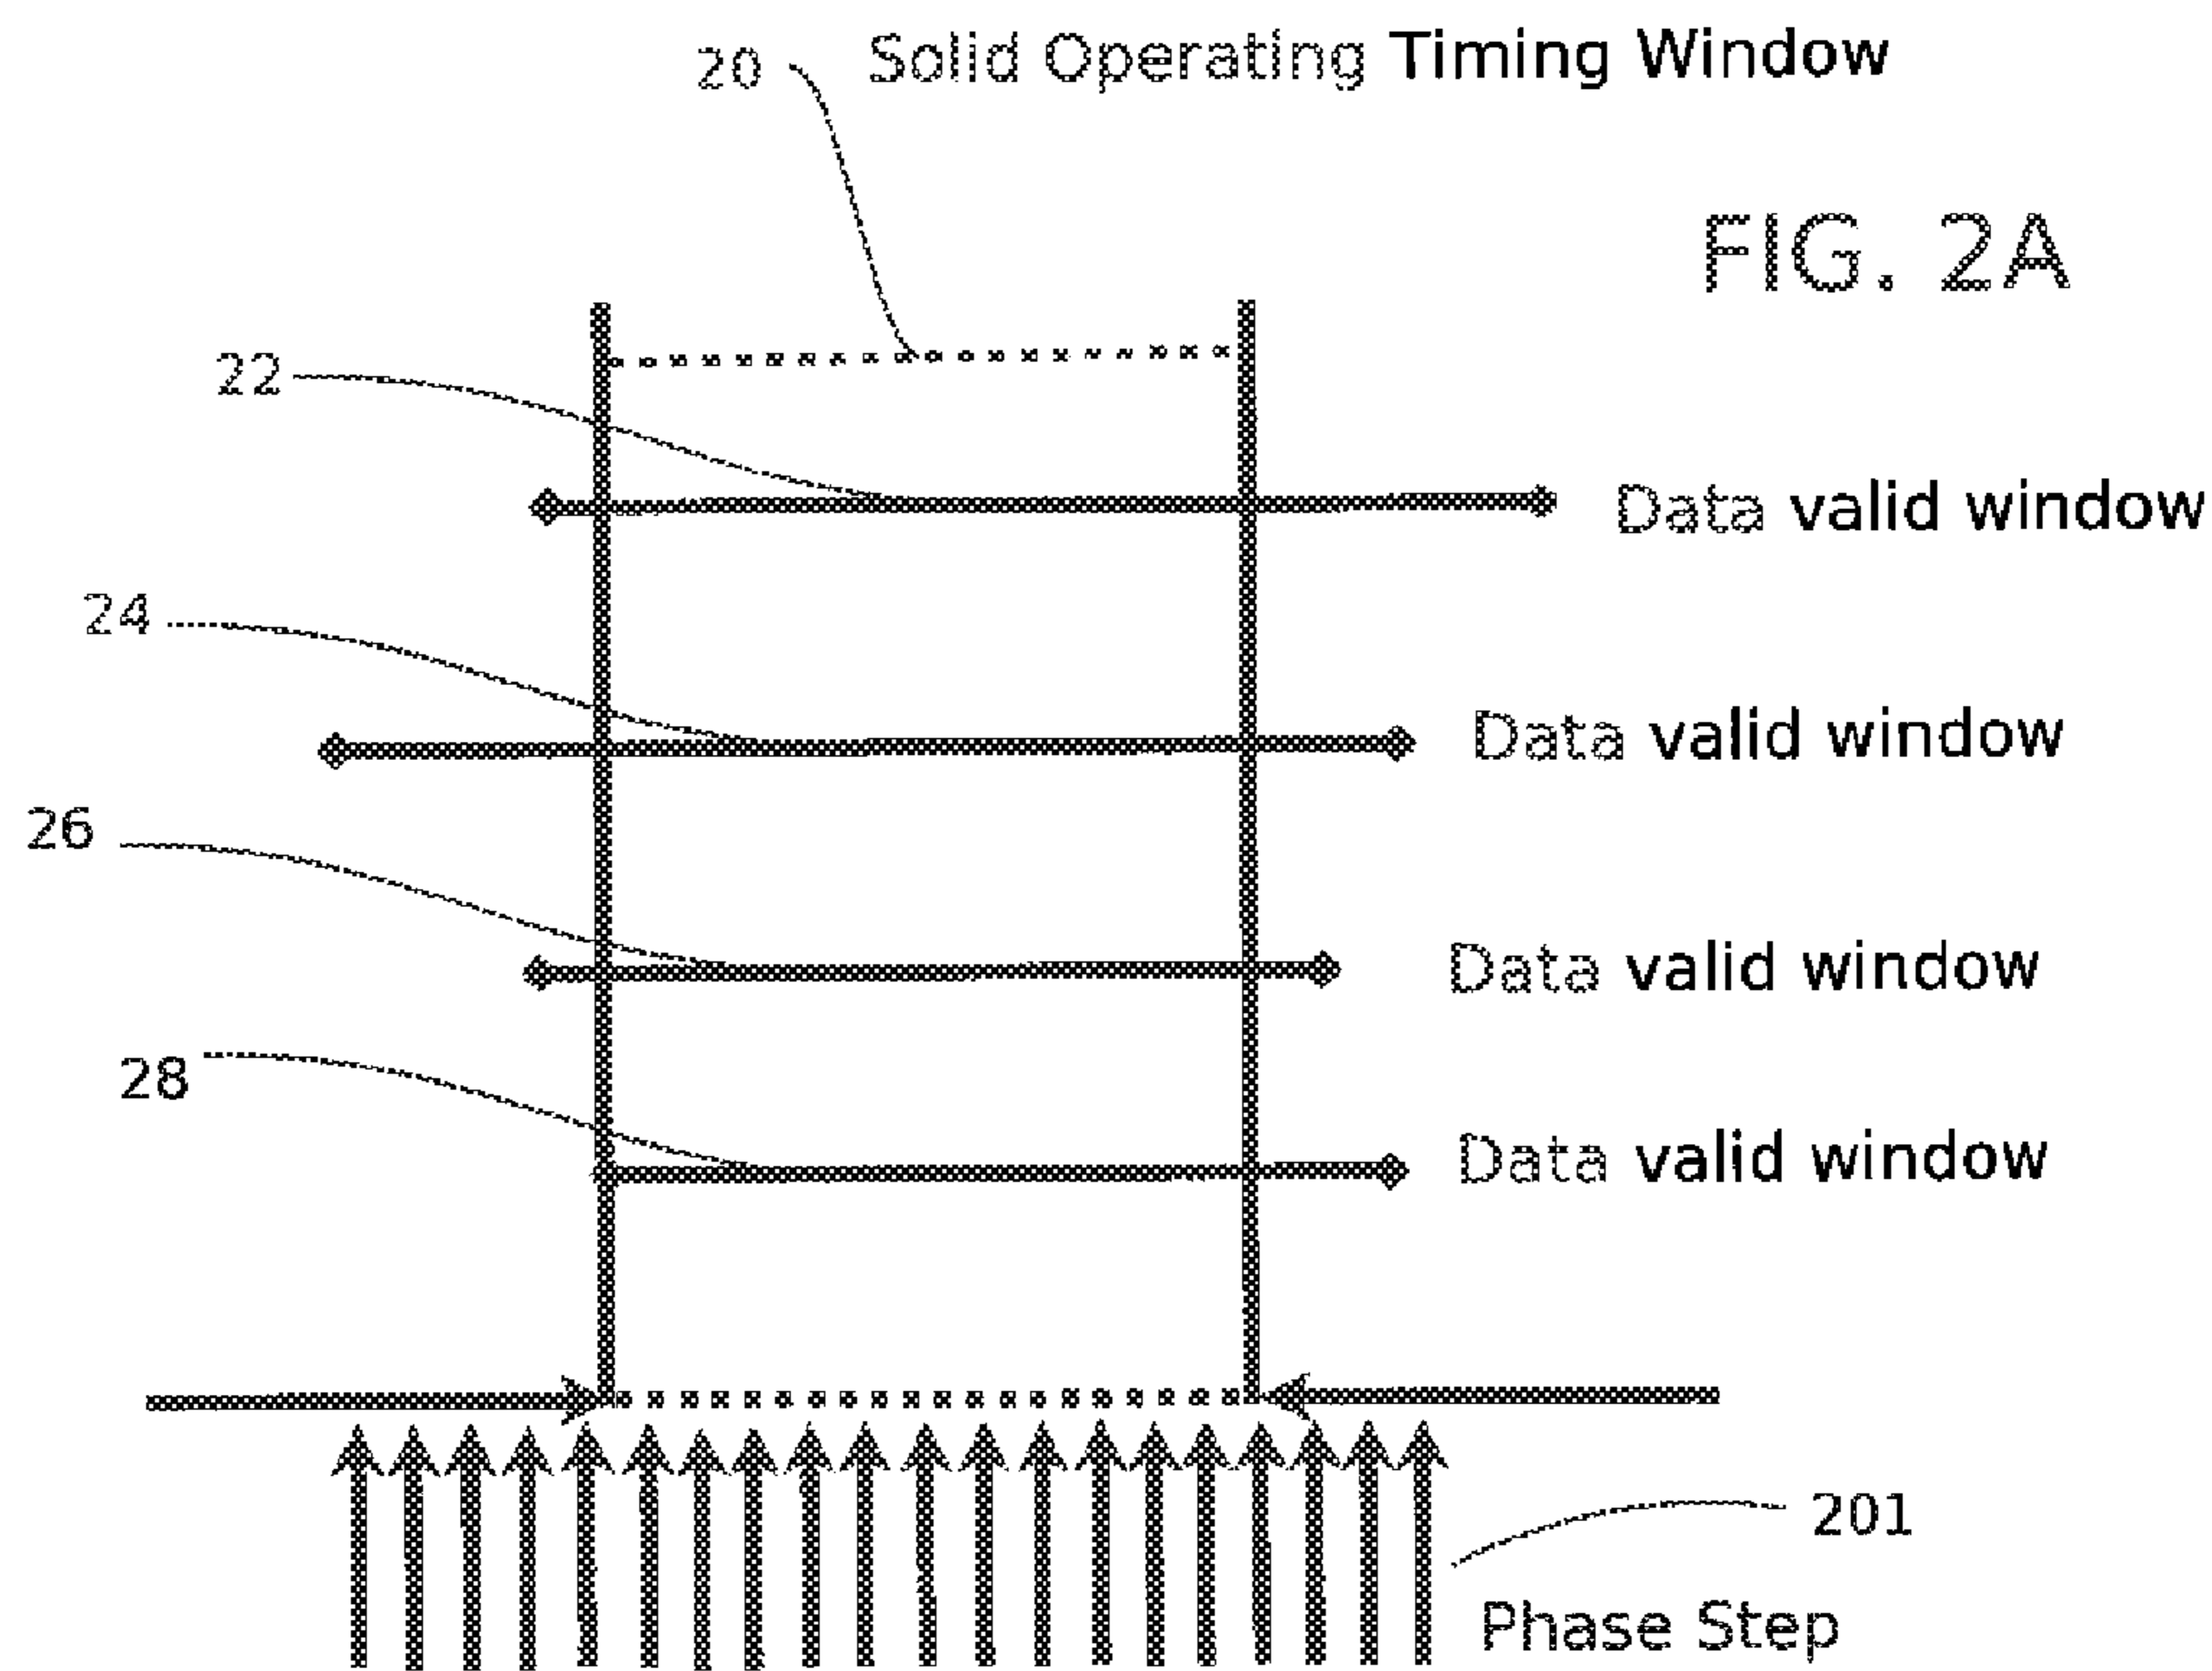 20 Solid Operating Timing Window
FIG. 2A
22
Data valid window
24
Data valid window
26
Data valid window
28
Data valid window
201
Phase Step